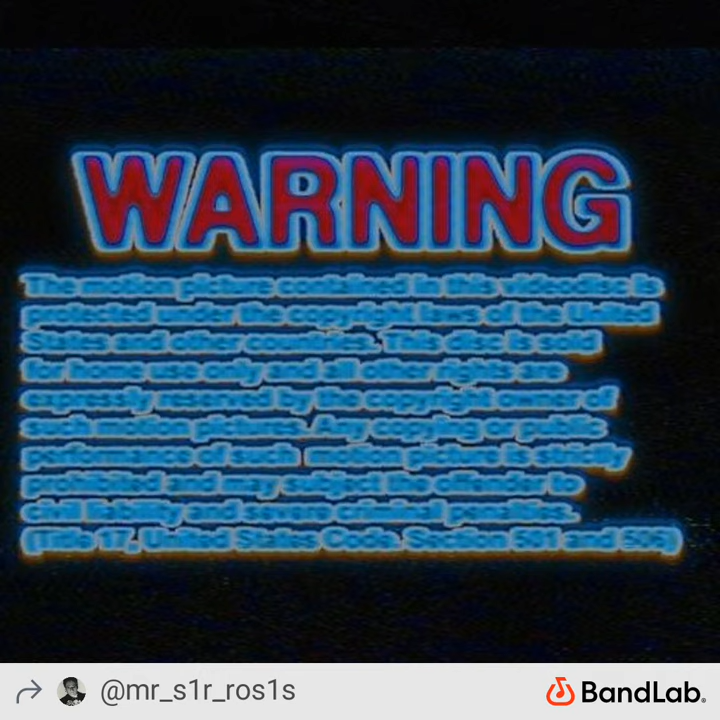 WARNING
The motion picture contained in this videodisc is
protected under the copyright laws of the United
States and other countries. This disc is sold
for home use only and all other rights are
expressly reserved by the copyright owner of
such motion pictures. Any copying or public
performance of such motion picture is strictly
prohibited and may subject the offender to
civil liability and severe criminal penalties.
(Title 17, United States Code, Section 501 and 506)
@mr_s1r_ros1s
BandLab.